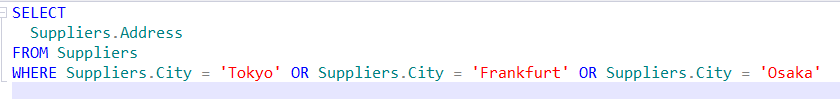 SELECT
  Suppliers.Address
FROM Suppliers
WHERE Suppliers.City = 'Tokyo' OR Suppliers.City = 'Frankfurt' OR Suppliers.City = 'Osaka'